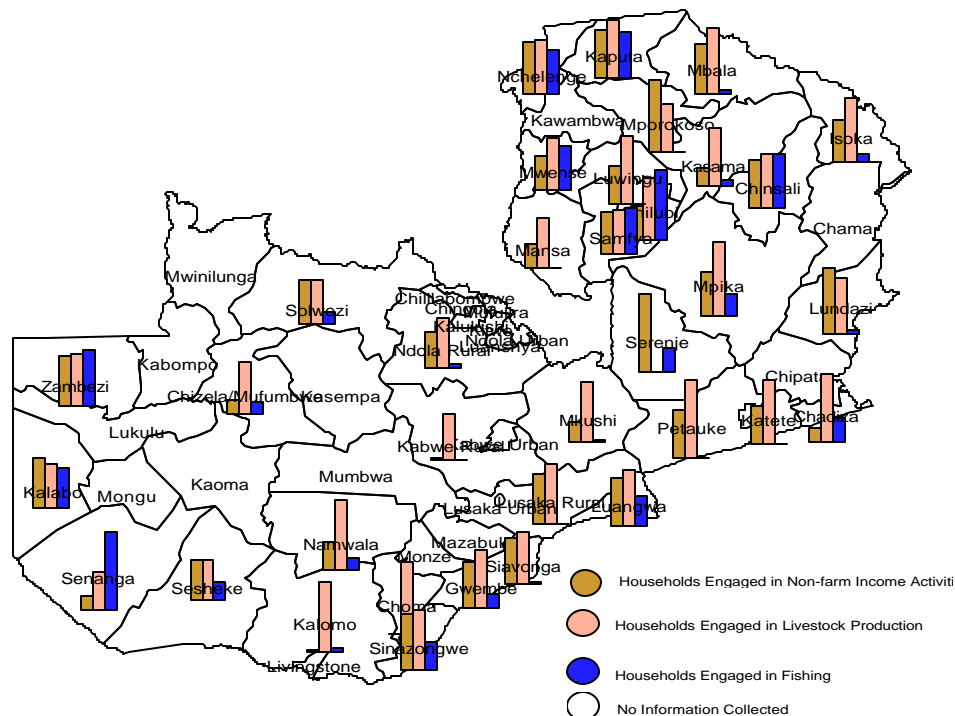 Kaputa
Mbala
Nchelenge
Kawambwa
Mporokoso
Isoka
Kasama
Mwense
Luwingu
Chinsali
Chilubi
Samfya
Chama
Mansa
Mwinilunga
Mpika
Solwezi
Chililabombwe
Chingola
Mufulira
Lundazi
Kalulushi
Kitwe
Ndola Urban
Luanshya
Serenje
Ndola Rural
Kabompo
Chipata
Zambezi
Chizela/Mufumbwe
Kasempa
Mkushi
Petauke
Katete
Chadiza
Lukulu
Kabwe Rural
Kabwe Urban
Mumbwa
Kaoma
Kalabo
Mongu
Lusaka Rural
Lusaka Urban
Luangwa
Namwala
Mazabuka
Monze
Siavonga
Senanga
Sesheke
Gwembe
Choma
Kalomo
Sinazongwe
Livingstone
Households Engaged in Non-farm Income Activiti
Households Engaged in Livestock Production
Households Engaged in Fishing
No Information Collected